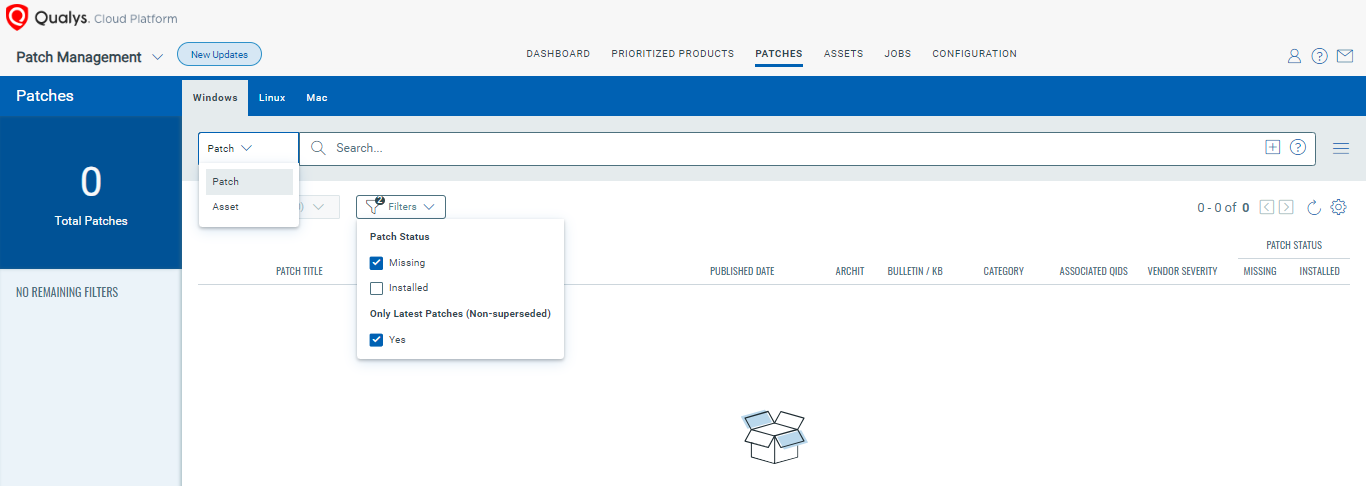 Qualys. Cloud Platform
Patch Management
New Updates
DASHBOARD
PRIORITIZED PRODUCTS
PATCHES
ASSETS
JOBS
CONFIGURATION
Patches
Windows
Linux
Mac
0
Total Patches
NO REMAINING FILTERS
Patch
Search...
Patch
Asset
2
Filters
0 - 0 of 0
Patch Status
Missing
Installed
Only Latest Patches (Non-superseded)
Yes
PATCH STATUS
PATCH TITLE
PUBLISHED DATE
ARCHIT
BULLETIN / KB
CATEGORY
ASSOCIATED QIDS
VENDOR SEVERITY
MISSING
INSTALLED